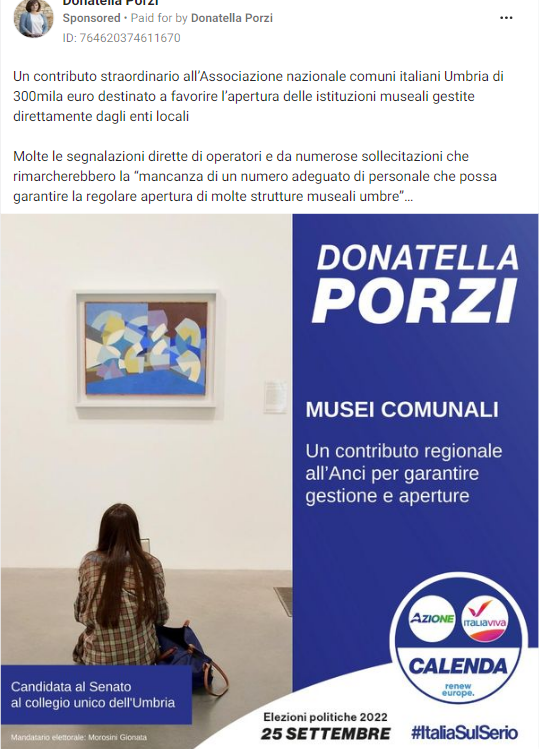 Donatella Porzi
Sponsored • Paid for by Donatella Porzi
ID: 764620374611670
Un contributo straordinario all'Associazione nazionale comuni italiani Umbria di
300mila euro destinato a favorire l'apertura delle istituzioni museali gestite
direttamente dagli enti locali
Molte le segnalazioni dirette di operatori e da numerose sollecitazioni che
rimarcherebbero la “mancanza di un numero adeguato di personale che possa
garantire la regolare apertura di molte strutture museali umbre”...
DONATELLA
PORZI
MUSEI COMUNALI
Un contributo regionale
all'Anci per garantire
gestione e aperture
AZIONE
ITALIAVIVA
CALENDA
renew
europe.
Candidata al Senato
al collegio unico dell'Umbria
Mandatario elettorale: Morosini Gionata
Elezioni politiche 2022
25 SETTEMBRE
#ItaliaSulSerio